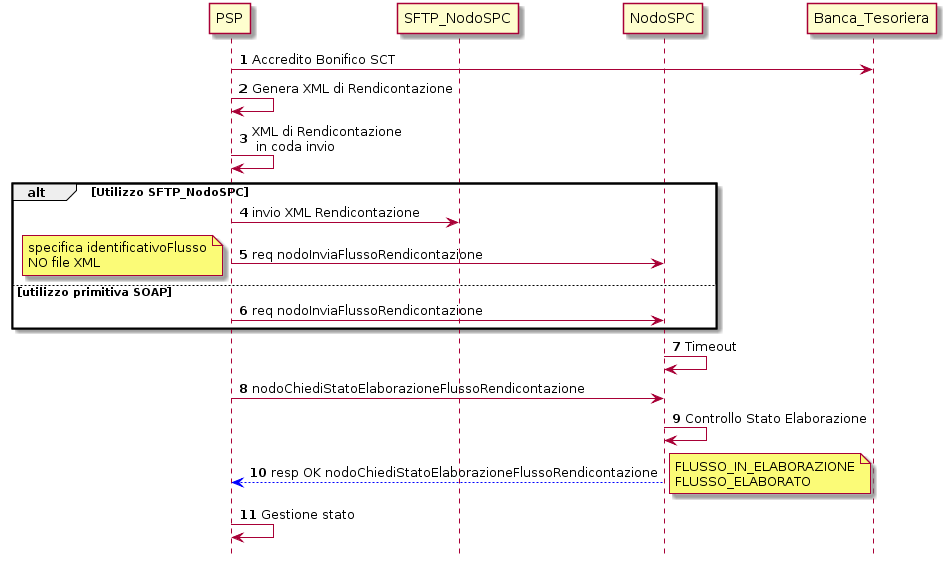 PSP
SFTP_NodoSPC
NodoSPC
Banca_Tesoriera
1 Accredito Bonifico SCT
2 Genera XML di Rendicontazione
3 XML di Rendicontazione
in coda invio
alt [Utilizzo SFTP_NodoSPC]
4 invio XML Rendicontazione
specifica identificativoFlusso
NO file XML
5 req nodoInviaFlussoRendicontazione
[utilizzo primitiva SOAP]
6 req nodoInviaFlussoRendicontazione
7 Timeout
8 nodoChiediStatoElaborazioneFlussoRendicontazione
9 Controllo Stato Elaborazione
10 resp OK nodoChiediStatoElaborazioneFlussoRendicontazione
FLUSSO_IN_ELABORAZIONE
FLUSSO_ELABORATO
11 Gestione stato